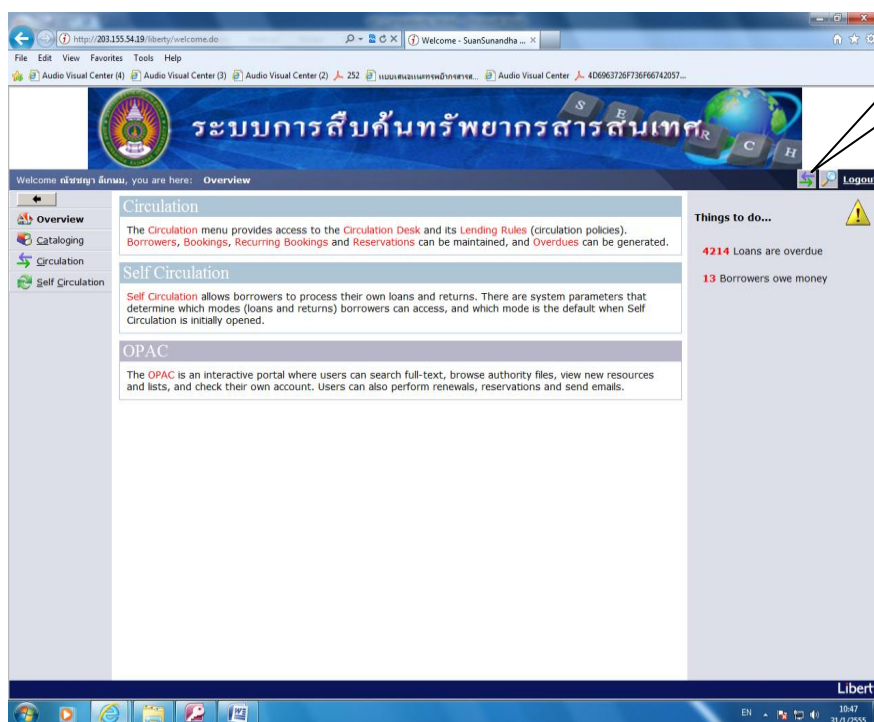 http://203.155.54.19/liberty/welcome.do
Welcome - SuanSunandha ...
File Edit View Favorites Tools Help
Audio Visual Center (4) Audio Visual Center (3) Audio Visual Center (2) 252 Audio Visual Center 4D6963726F736F66742057...
ระบบการสืบค้นทรัพยากรสารสนเทศ
S E R C H
Welcome ณัชชญา you are here: Overview
Logou
Overview
Cataloging
Circulation
Self Circulation
Circulation
The Circulation menu provides access to the Circulation Desk and its Lending Rules (circulation policies).
Borrowers, Bookings, Recurring Bookings and Reservations can be maintained, and Overdues can be generated.
Self Circulation
Self Circulation allows borrowers to process their own loans and returns. There are system parameters that
determine which modes (loans and returns) borrowers can access, and which mode is the default when Self
Circulation is initially opened.
OPAC
The OPAC is an interactive portal where users can search full-text, browse authority files, view new resources
and lists, and check their own account. Users can also perform renewals, reservations and send emails.
Things to do...
4214 Loans are overdue
13 Borrowers owe money
Libert
EN
10:47
31/1/2555